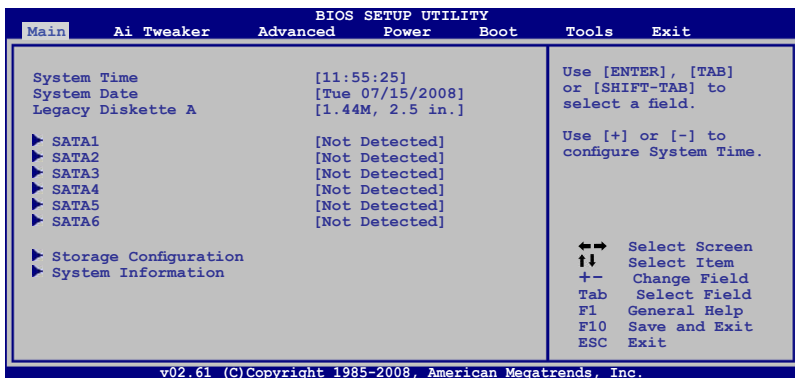 BIOS SETUP UTILITY
Main Ai Tweaker Advanced Power Boot Tools Exit
System Time [11:55:25]
System Date [Tue 07/15/2008]
Legacy Diskette A [1.44M, 2.5 in.]
SATA1 [Not Detected]
SATA2 [Not Detected]
SATA3 [Not Detected]
SATA4 [Not Detected]
SATA5 [Not Detected]
SATA6 [Not Detected]
Storage Configuration
System Information
Use [ENTER], [TAB]
or [SHIFT-TAB] to
select a field.
Use [+] or [-] to
configure System Time.
←→ Select Screen
↑↓ Select Item
+- Change Field
Tab Select Field
F1 General Help
F10 Save and Exit
ESC Exit
v02.61 (C)Copyright 1985-2008, American Megatrends, Inc.